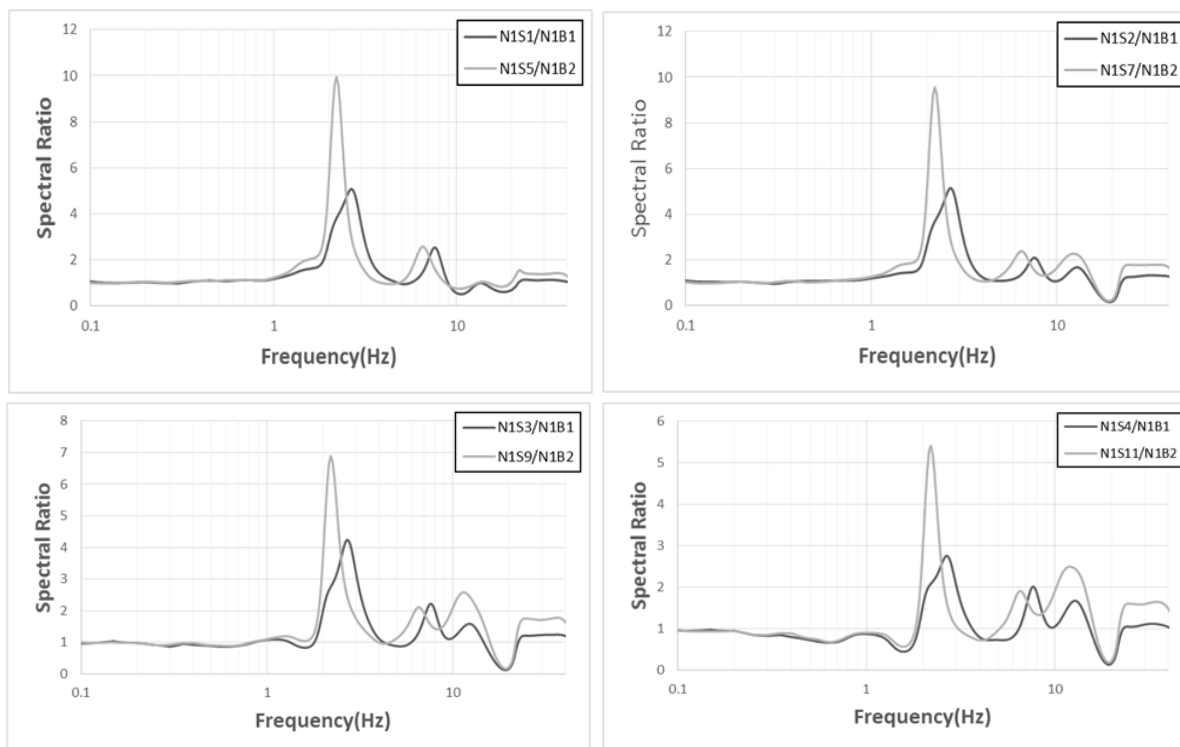 12
10
8
6
4
2
0
Spectral Ratio
N1S1/N1B1
N1S5/N1B2
0.1
1
10
Frequency(Hz)
12
10
8
6
4
2
0
Spectral Ratio
N1S2/N1B1
N1S7/N1B2
0.1
1
10
Frequency(Hz)
8
7
6
5
4
3
2
1
0
Spectral Ratio
N1S3/N1B1
N1S9/N1B2
0.1
1
10
Frequency(Hz)
6
5
4
3
2
1
0
Spectral Ratio
N1S4/N1B1
N1S11/N1B2
0.1
1
10
Frequency(Hz)